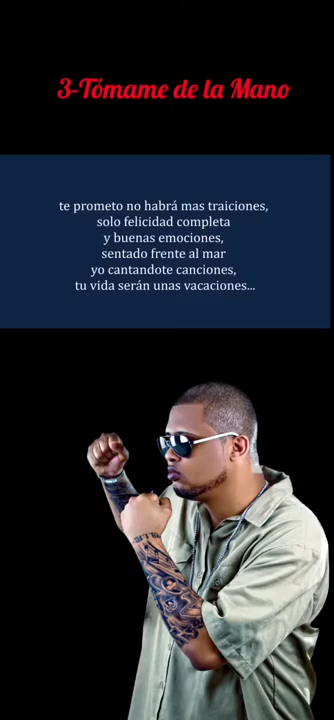 3-Tómame de la Mano
te prometo no habrá mas traiciones,
solo felicidad completa
y buenas emociones,
sentado frente al mar
yo cantandote canciones,
tu vida serán unas vacaciones...